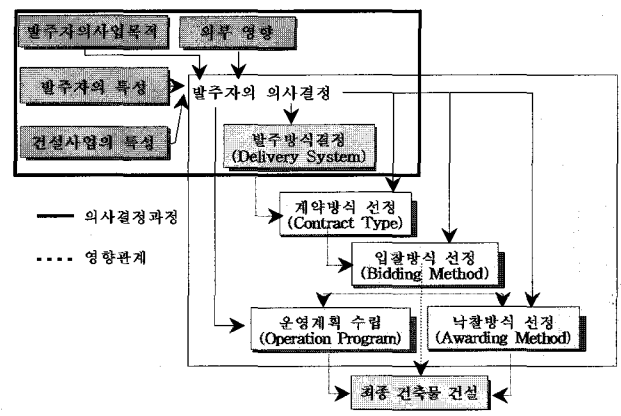 발주자의사업목적
외부 영향
발주자의 특성
발주자의 의사결정
건설사업의 특성
발주방식결정
(Delivery System)
계약방식 선정
(Contract Type)
의사결정과정
영향관계
입찰방식 선정
(Bidding Method)
운영계획 수립
(Operation Program)
낙찰방식 선정
(Awarding Method)
최종 건축물 건설